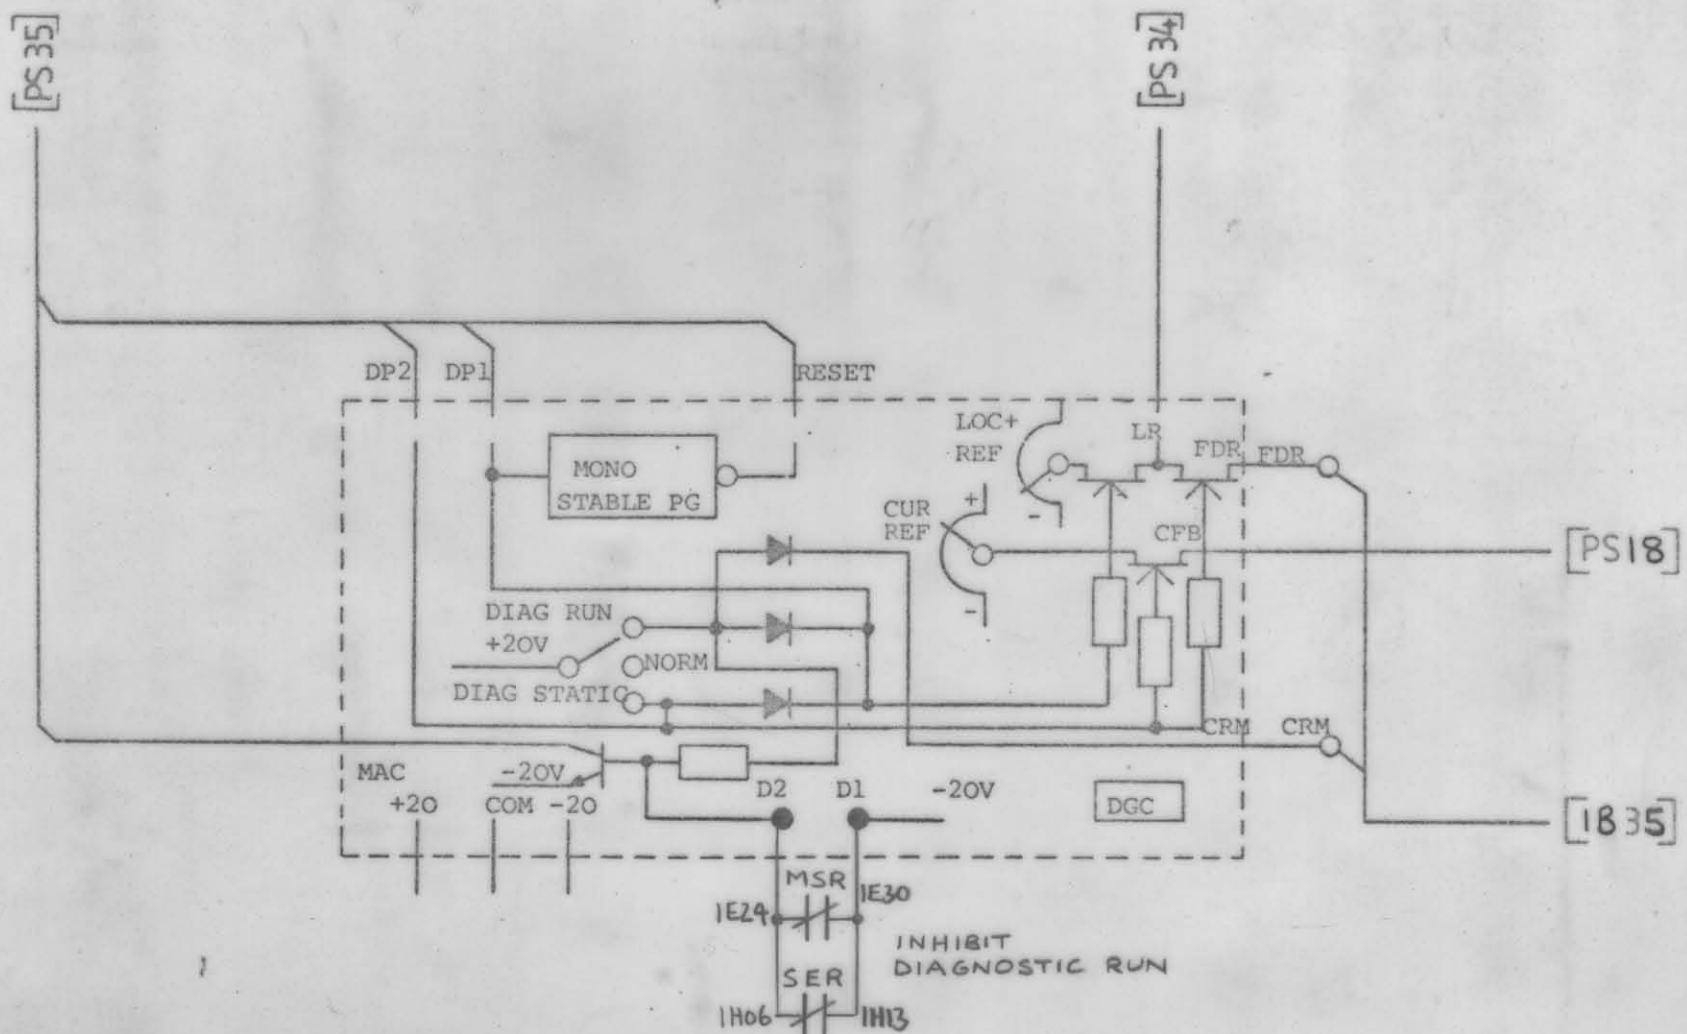 [PS35]
[PS34]
DP2
DP1
RESET
LOC+
REF
-
LR
FDR
FDR
MONO
STABLE PG
CUR
REF
+
-
CFB
[PS18]
DIAG RUN
+20V
NORM
DIAG STATIC
CRM
CRM
MAC
-20V
+20
COM
-20
D2
D1
-20V
DGC
[1B35]
MSR
1E24
1E30
INHIBIT
DIAGNOSTIC RUN
SER
1H06
1H13